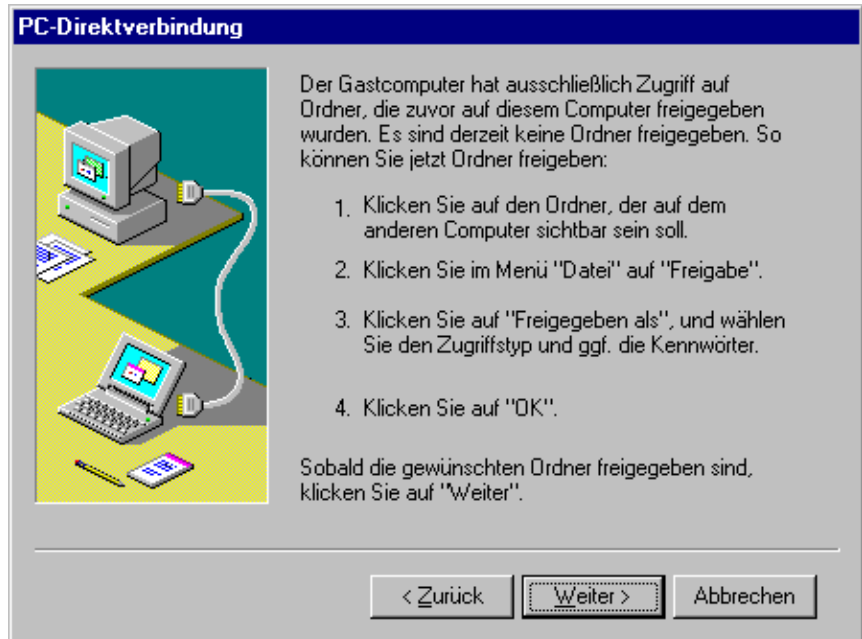 PC-Direktverbindung
Der Gastcomputer hat ausschließlich Zugriff auf
Ordner, die zuvor auf diesem Computer freigegeben
wurden. Es sind derzeit keine Ordner freigegeben. So
können Sie jetzt Ordner freigeben:
1. Klicken Sie auf den Ordner, der auf dem
anderen Computer sichtbar sein soll.
2. Klicken Sie im Menü "Datei" auf "Freigabe".
3. Klicken Sie auf "Freigegeben als", und wählen
Sie den Zugriffstyp und ggf. die Kennwörter.
4. Klicken Sie auf "OK".
Sobald die gewünschten Ordner freigegeben sind,
klicken Sie auf "Weiter".
< Zurück Weiter > Abbrechen